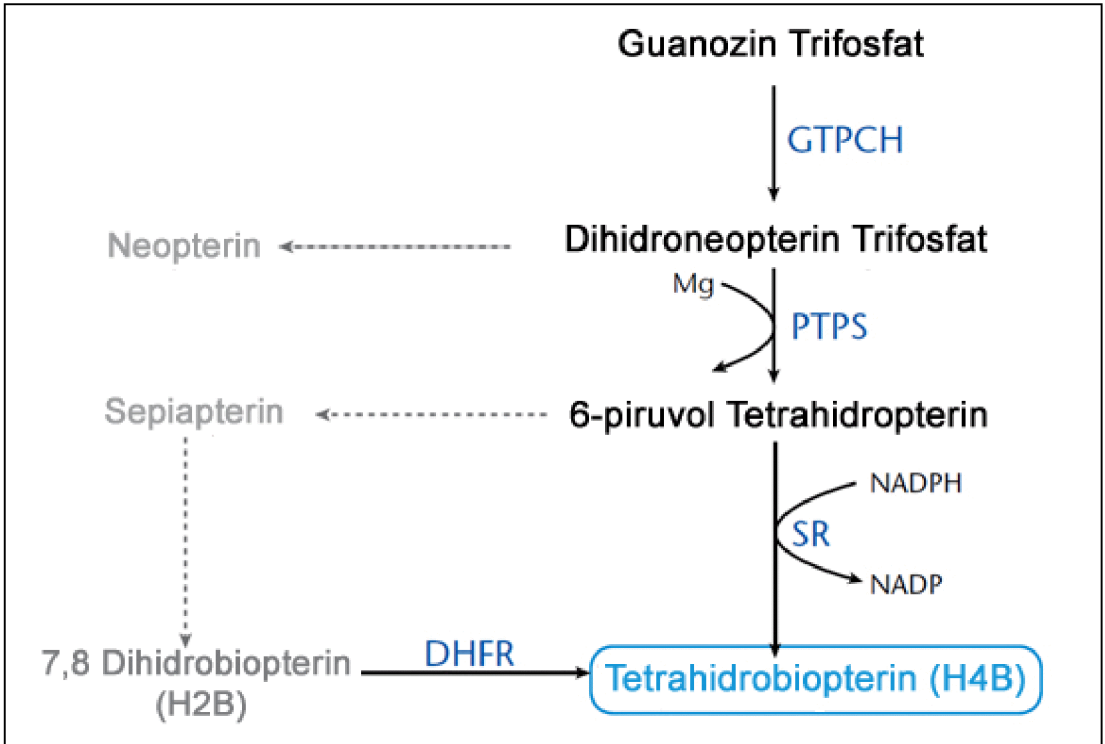 Guanozin Trifosfat
GTPCH
Neopterin
Dihidroneopterin Trifosfat
Mg
PTPS
Sepiapterin
6-piruvol Tetrahidropterin
NADPH
SR
NADP
7,8 Dihidrobiopterin
(H2B)
DHFR
Tetrahidrobiopterin (H4B)